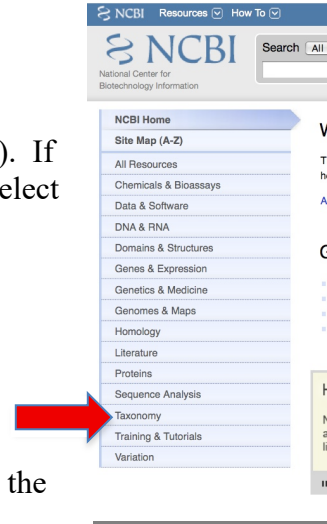 NCBI Resources How To
NCBI
National Center for
Biotechnology Information
Search All
NCBI Home
Site Map (A-Z)
All Resources
Chemicals & Bioassays
Data & Software
DNA & RNA
Domains & Structures
Genes & Expression
Genetics & Medicine
Genomes & Maps
Homology
Literature
Proteins
Sequence Analysis
Taxonomy
Training & Tutorials
Variation
). If
elect
the